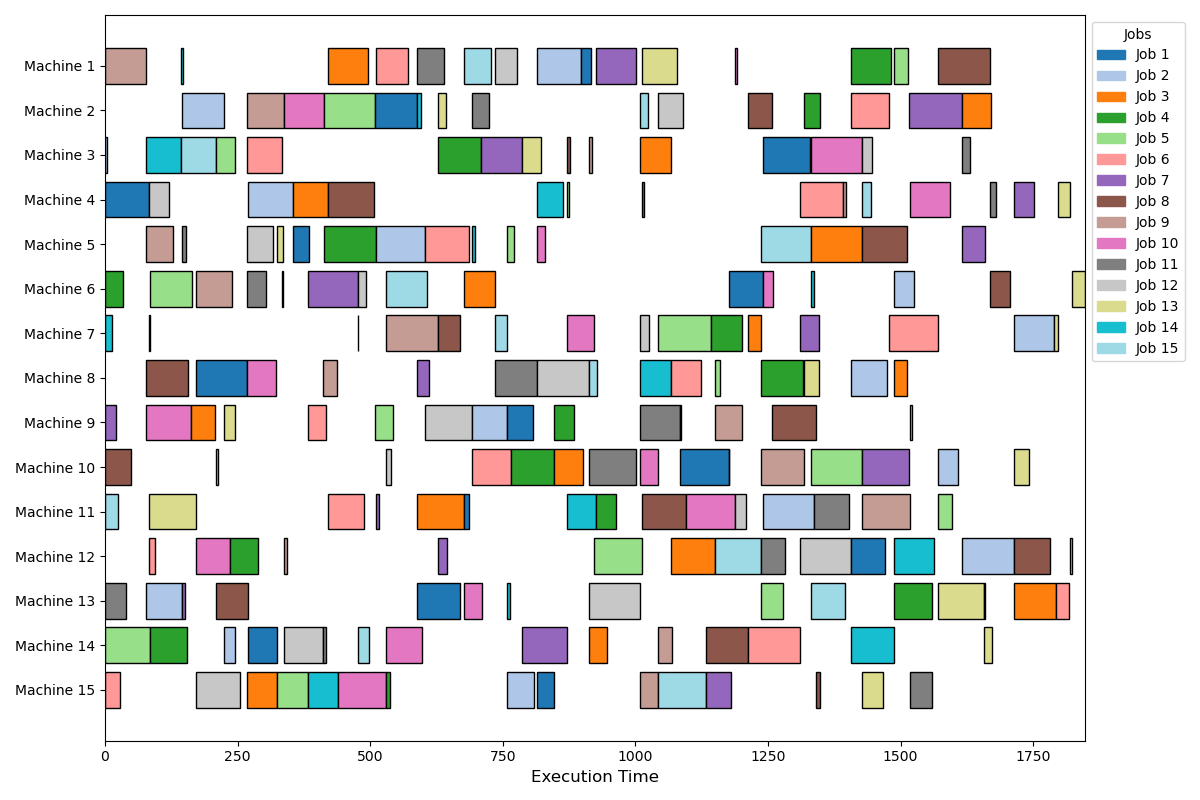 Machine 1
Machine 2
Machine 3
Machine 4
Machine 5
Machine 6
Machine 7
Machine 8
Machine 9
Machine 10
Machine 11
Machine 12
Machine 13
Machine 14
Machine 15
0 250 500 750 1000 1250 1500 1750
Execution Time
Jobs
Job 1
Job 2
Job 3
Job 4
Job 5
Job 6
Job 7
Job 8
Job 9
Job 10
Job 11
Job 12
Job 13
Job 14
Job 15